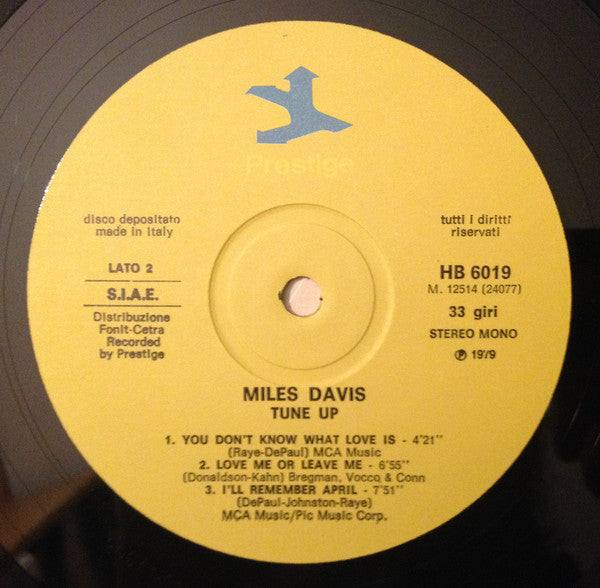 Prestige
disco depositato
made in Italy
tutti i diritti
riservati
LATO 2
S.I.A.E.
Distribuzione
Fonit-Cetra
Recorded
by Prestige
HB 6019
M. 12514 (24077)
33 giri
STEREO MONO
℗ 1979
MILES DAVIS
TUNE UP
1. YOU DON'T KNOW WHAT LOVE IS - 4'21"
(Raye-DePaul) MCA Music
2. LOVE ME OR LEAVE ME - 6'55"
(Donaldson-Kahn) Bregman, Vocco & Conn
3. I'LL REMEMBER APRIL - 7'51"
(DePaul-Johnston-Raye)
MCA Music/Pic Music Corp.